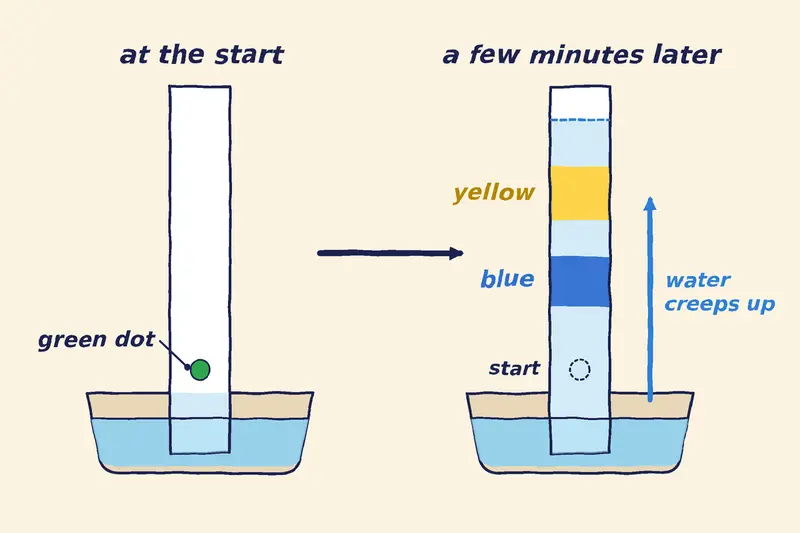 at the start
a few minutes later
yellow
blue
water
creeps up
green dot
start